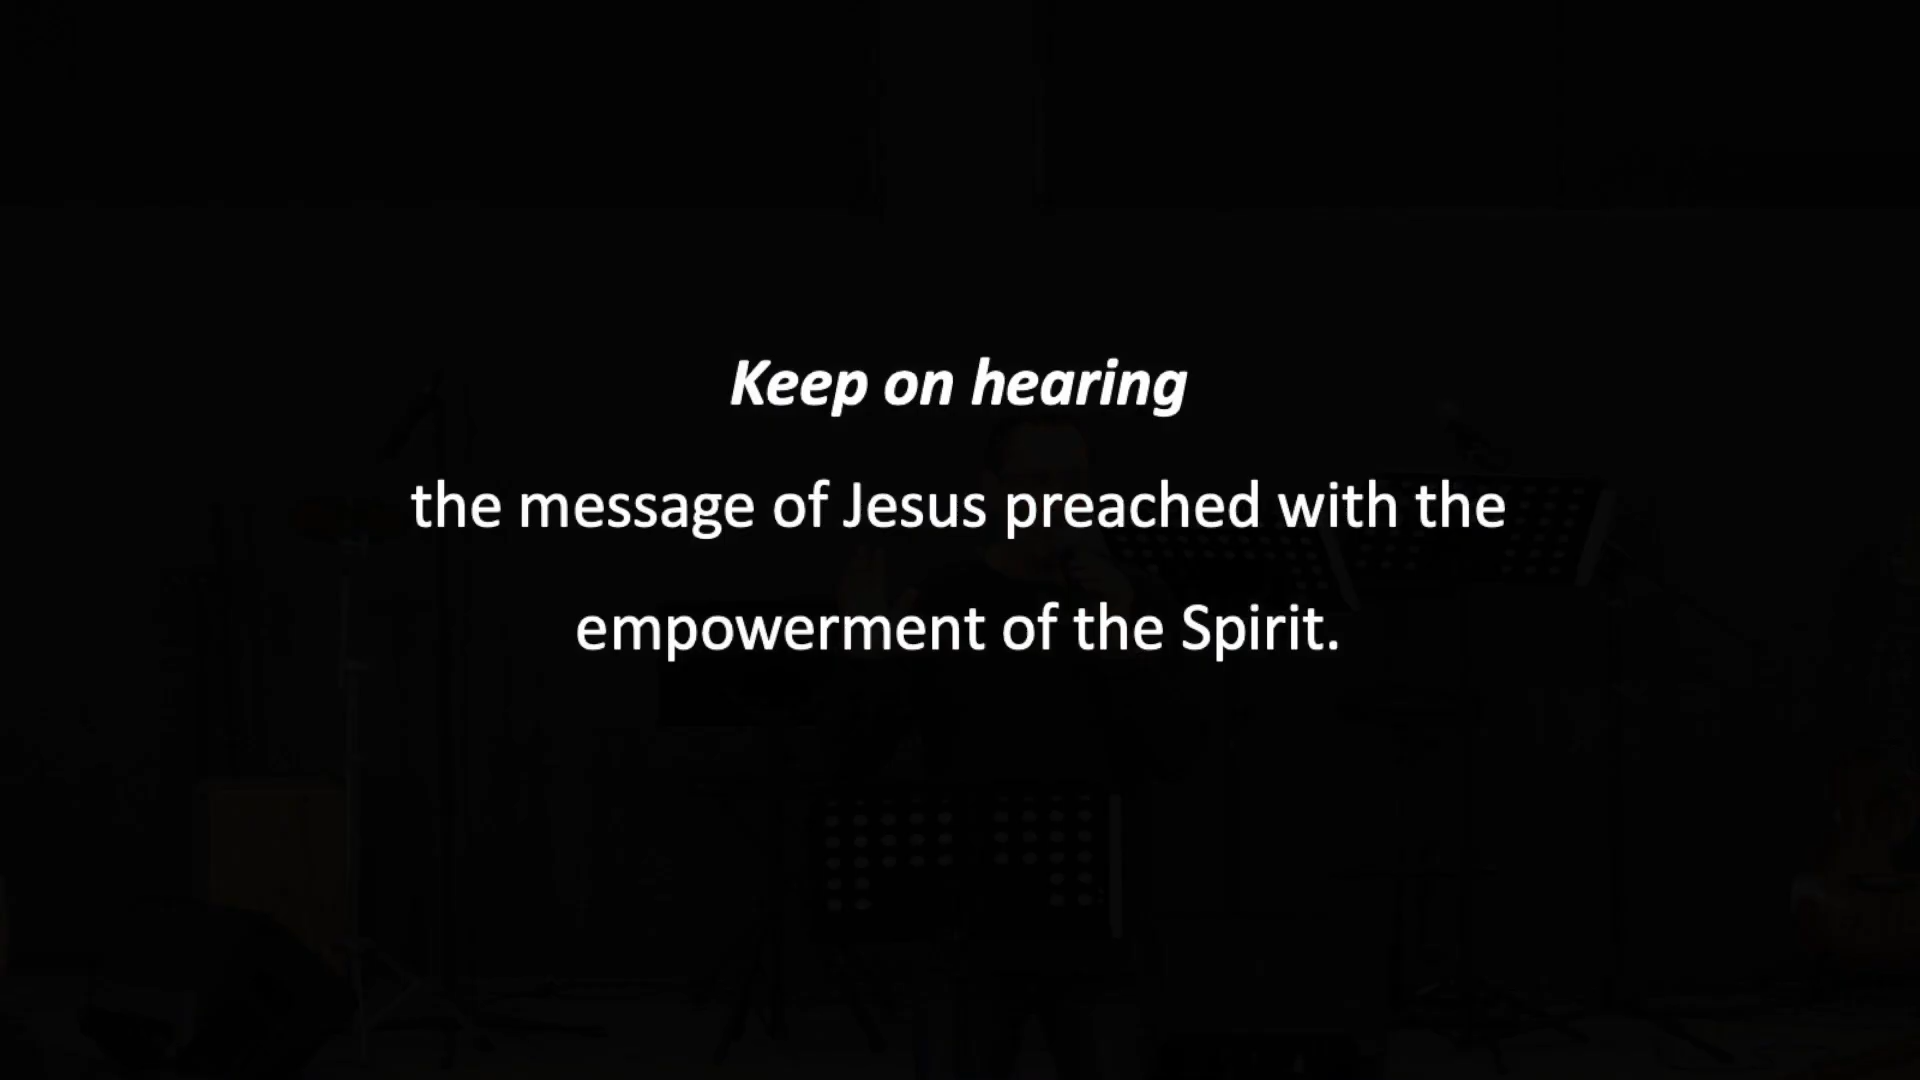 Keep on hearing
the message of Jesus preached with the
empowerment of the Spirit.